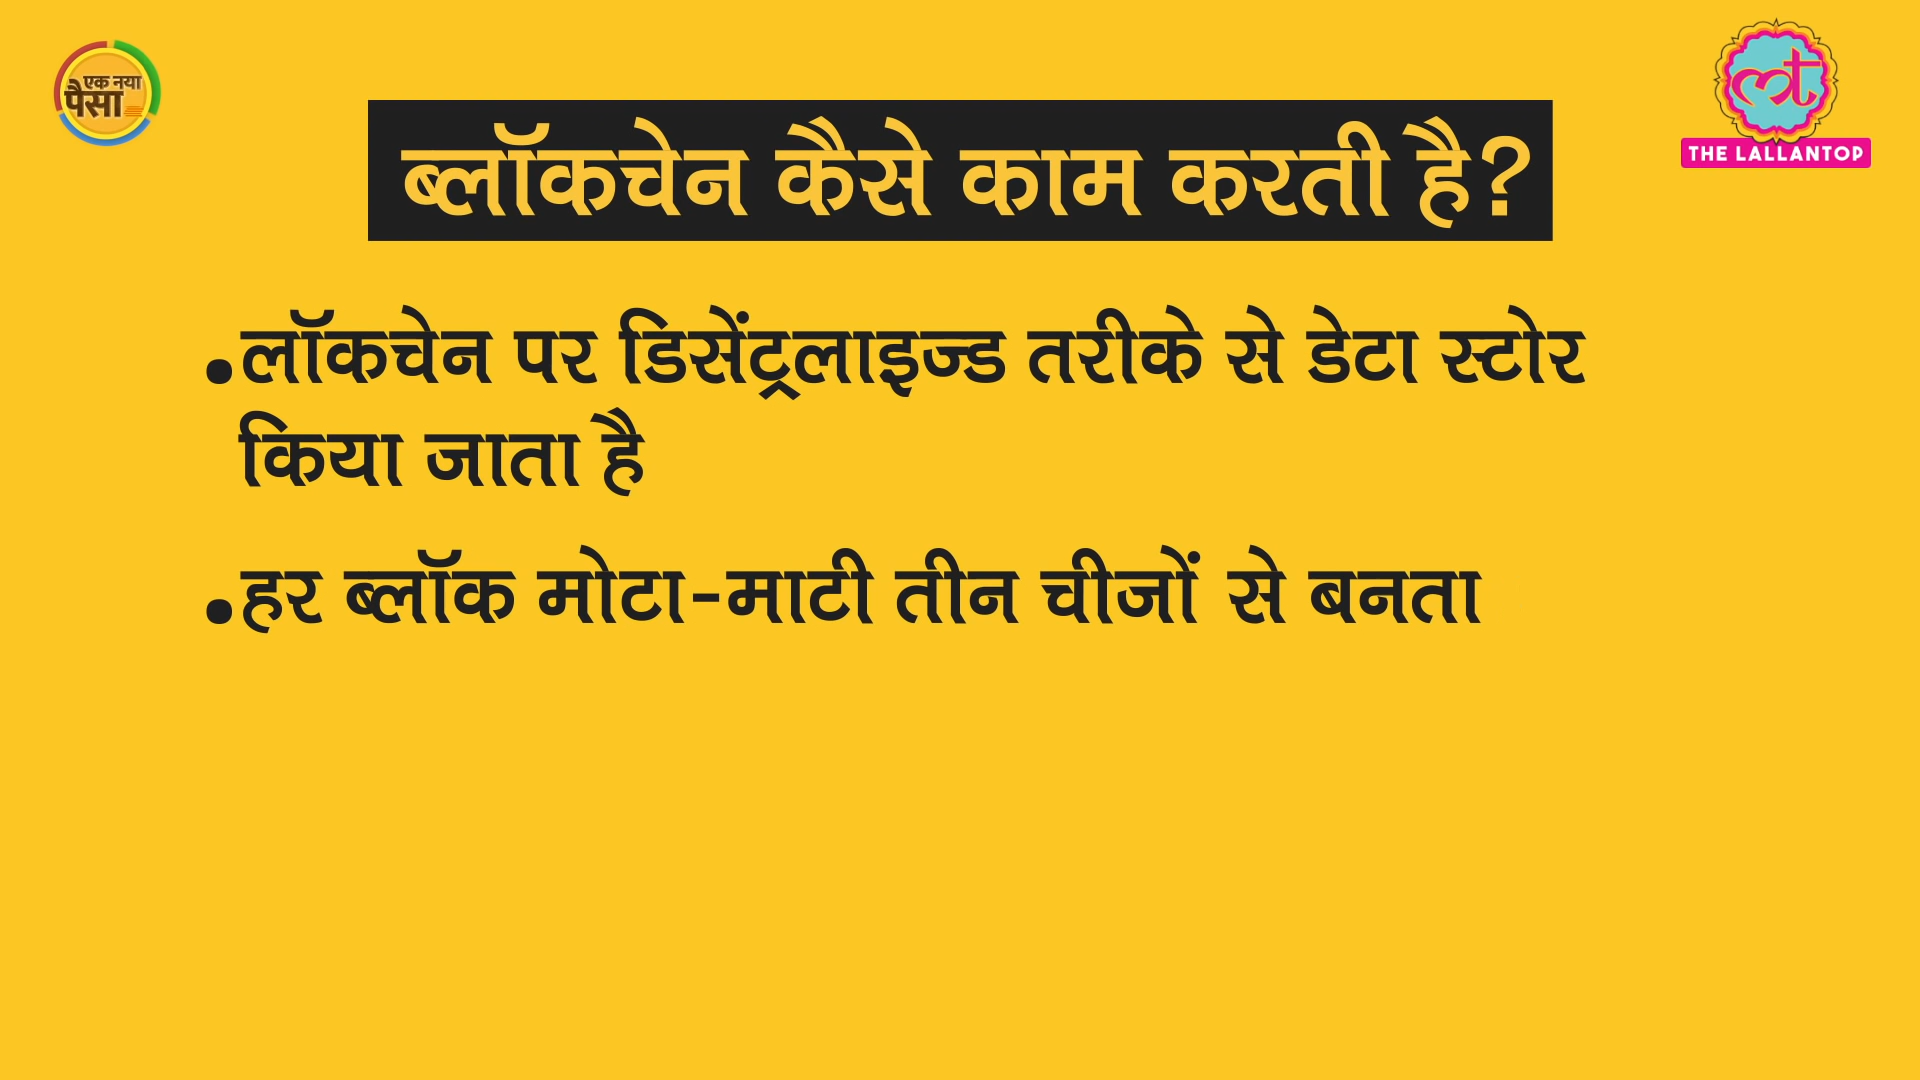 एक नया
पैसा
THE LALLANTOP
ब्लॉकचेन कैसे काम करती है?
•लॉकचेन पर डिसेंट्रलाइज्ड तरीके से डेटा स्टोर
किया जाता है
•हर ब्लॉक मोटा-माटी तीन चीजों से बनता